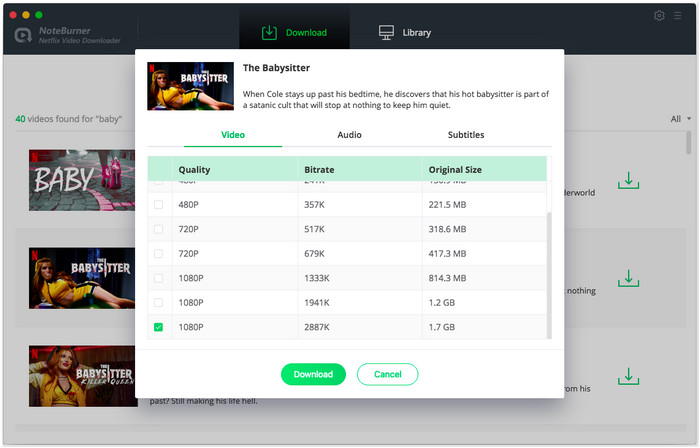 NoteBurner
Netflix Video Downloader
Download
Library
40 videos found for "baby"
All
BABY
THE
BABYSITTER
THE
BABYSITTER
KILLER QUEEN
derworld
nothing
from his
past? Still making his life hell.
THE
BABYSITTER
The Babysitter
When Cole stays up past his bedtime, he discovers that his hot babysitter is part of
a satanic cult that will stop at nothing to keep him quiet.
Video Audio Subtitles
Quality Bitrate Original Size
480P 357K 221.5 MB
720P 517K 318.6 MB
720P 679K 417.3 MB
1080P 1333K 814.3 MB
1080P 1941K 1.2 GB
1080P 2887K 1.7 GB
Download Cancel